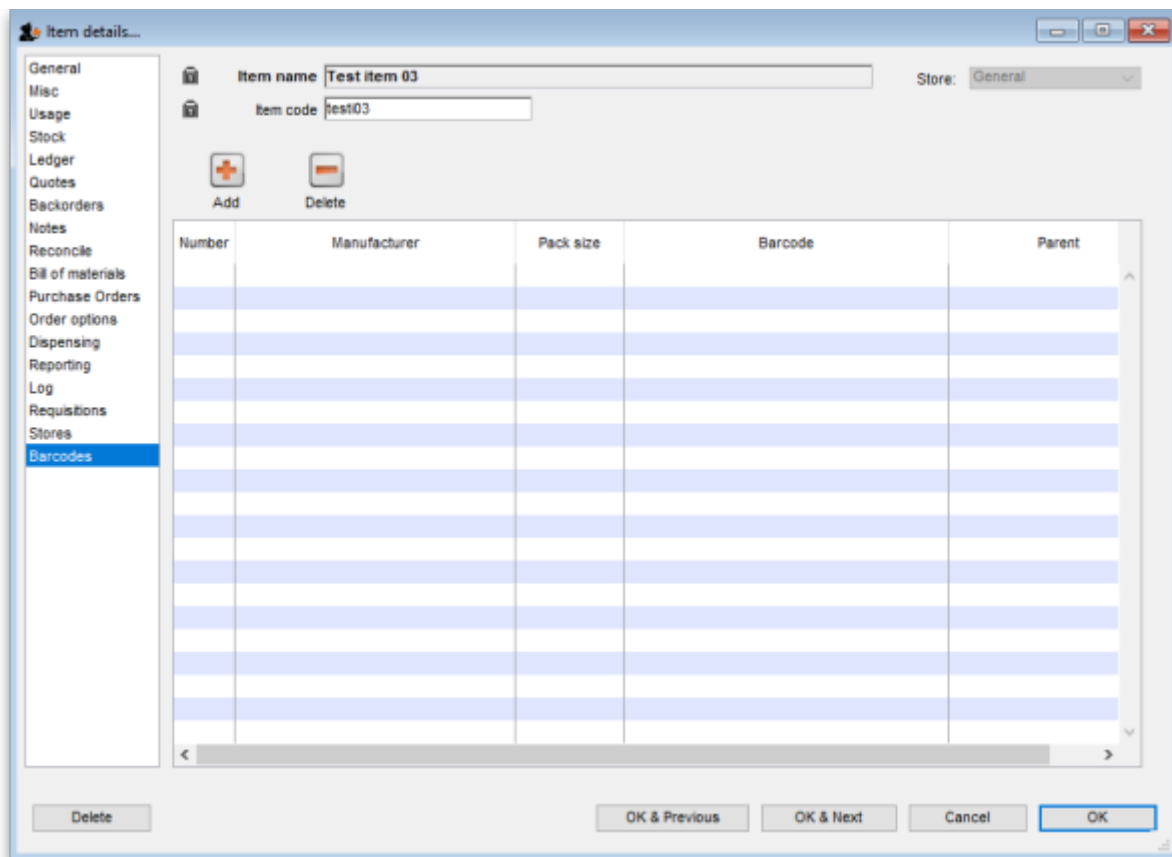 Item details...
General
Misc
Usage
Stock
Ledger
Quotes
Backorders
Notes
Reconcile
Bill of materials
Purchase Orders
Order options
Dispensing
Reporting
Log
Requisitions
Stores
Barcodes
Item name Test item 03 Store: General
Item code testi03
Add Delete
Number Manufacturer Pack size Barcode Parent
Delete OK & Previous OK & Next Cancel OK